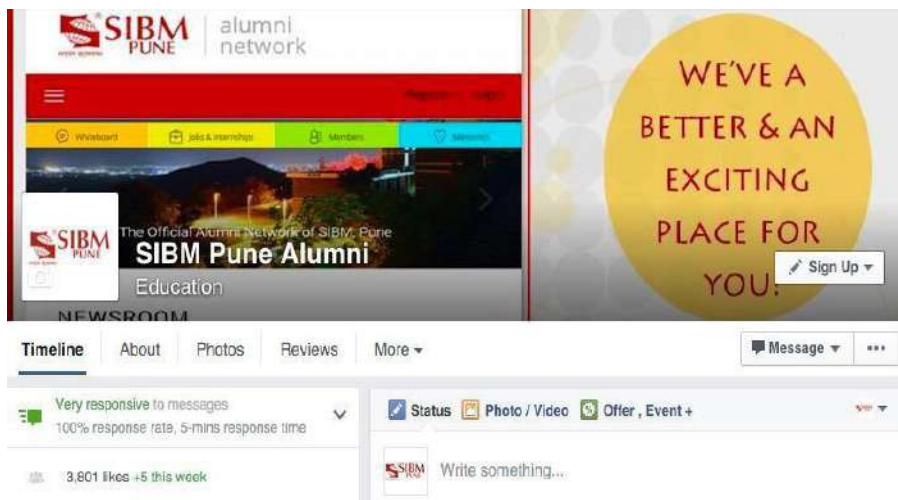 SIBM
PUNE
alumni
network
Whiteboard
Jobs & Internships
Members
WE'VE A
BETTER & AN
EXCITING
PLACE FOR
YOU!
SIBM
PUNE
The Official Alumni Network of SIBM, Pune
SIBM Pune Alumni
Education
Sign Up
NEWSROOM
Timeline
About
Photos
Reviews
More
Message
Very responsive to messages
100% response rate, 5-mins response time
3,801 likes +5 this week
Status
Photo / Video
Offer , Event +
SIBM
PUNE
Write something...